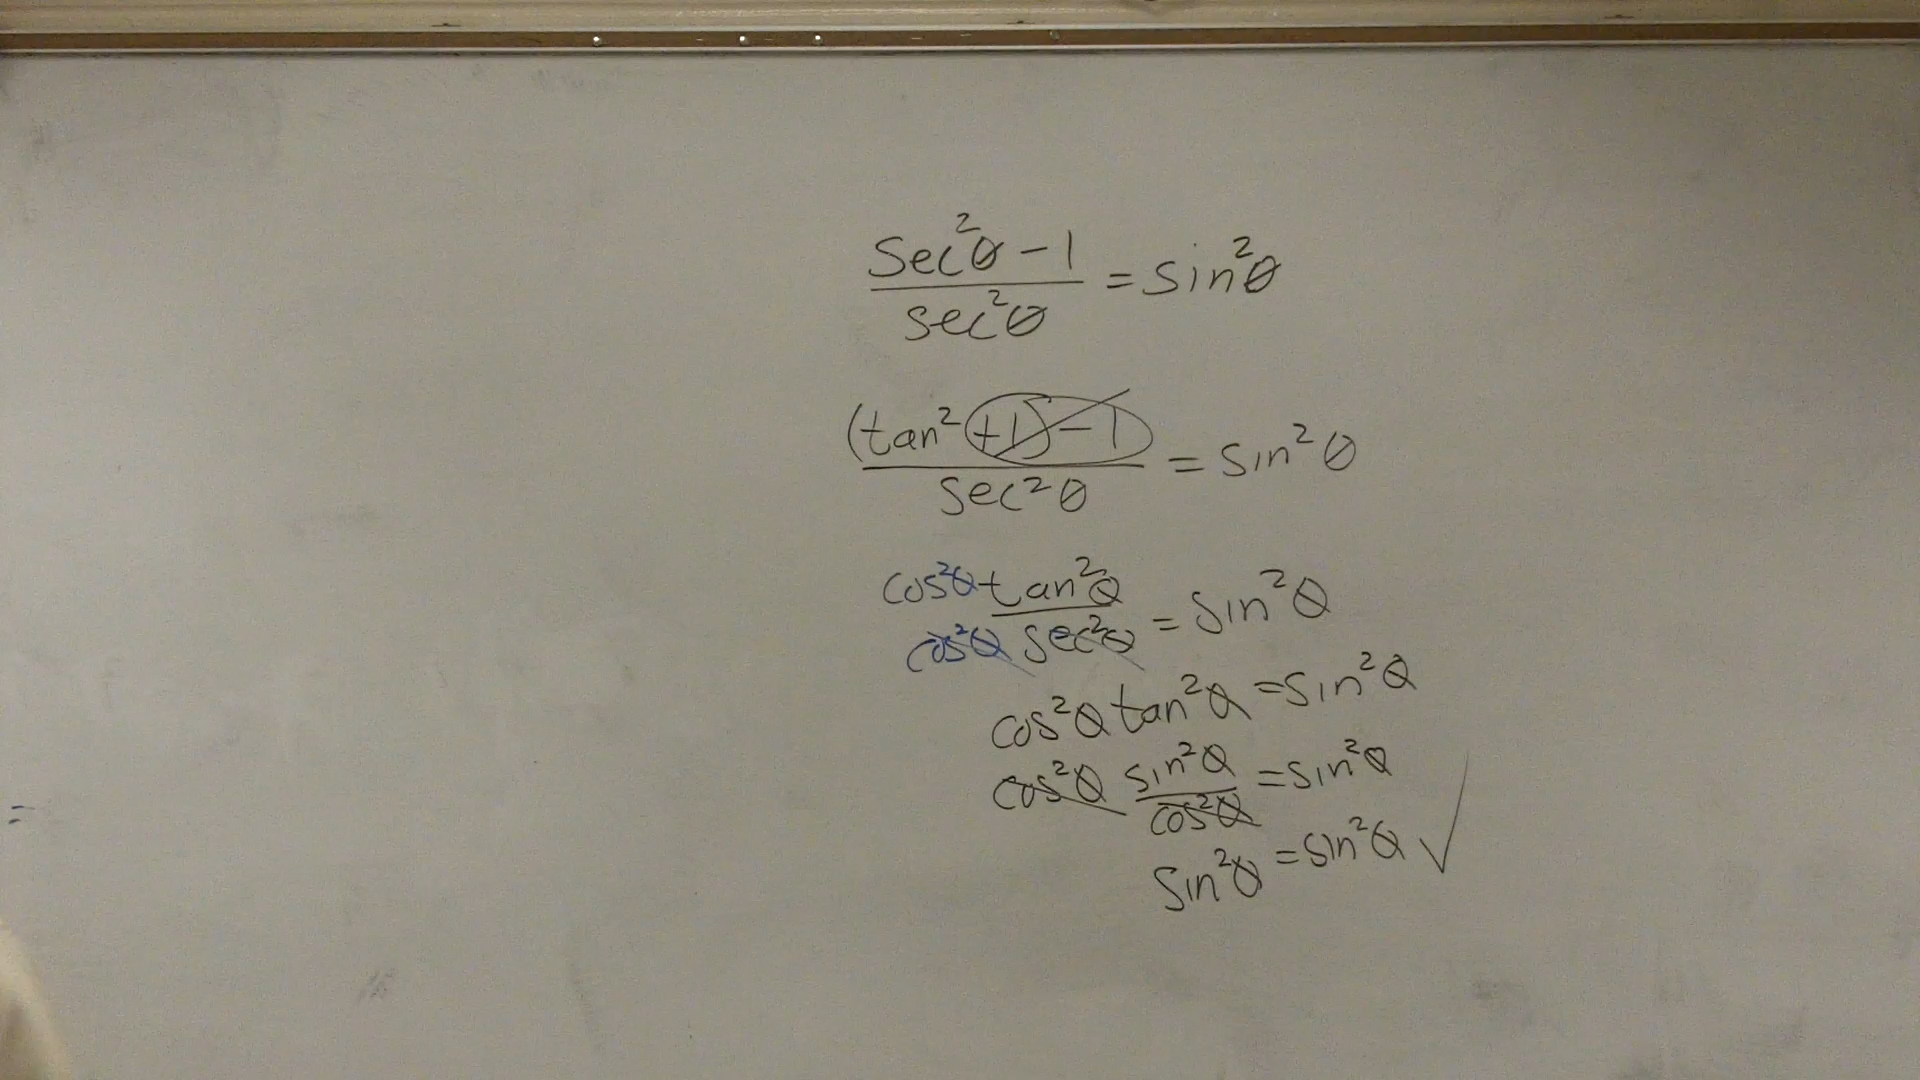 sec²θ - 1
sec²θ
= sin²θ
(tan² +1) - 1
sec²θ
= sin²θ
cos²θ tan²θ
cos²θ sec²θ
= sin²θ
cos²θ tan²θ = sin²θ
cos²θ sin²θ
cos²θ
= sin²θ
sin²θ = sin²θ ✓
=